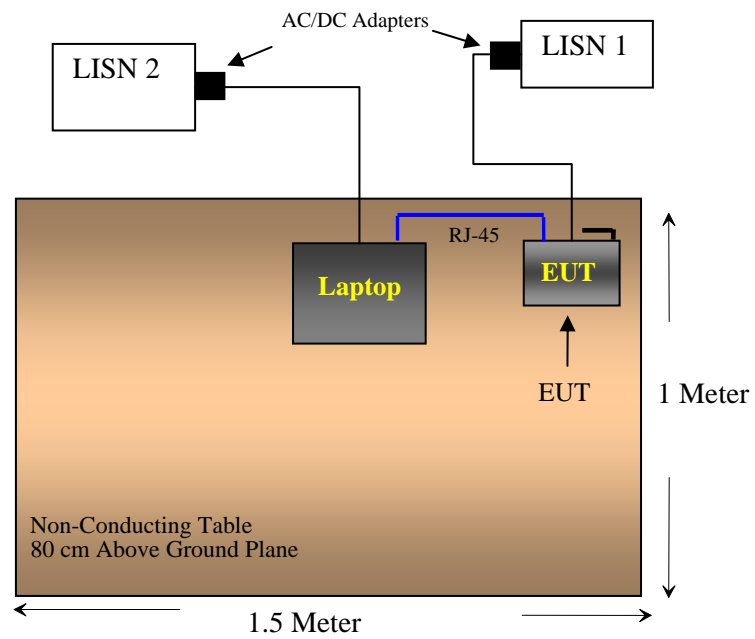 AC/DC Adapters
LISN 2
LISN 1
RJ-45
Laptop
EUT
EUT
1 Meter
Non-Conducting Table
80 cm Above Ground Plane
1.5 Meter